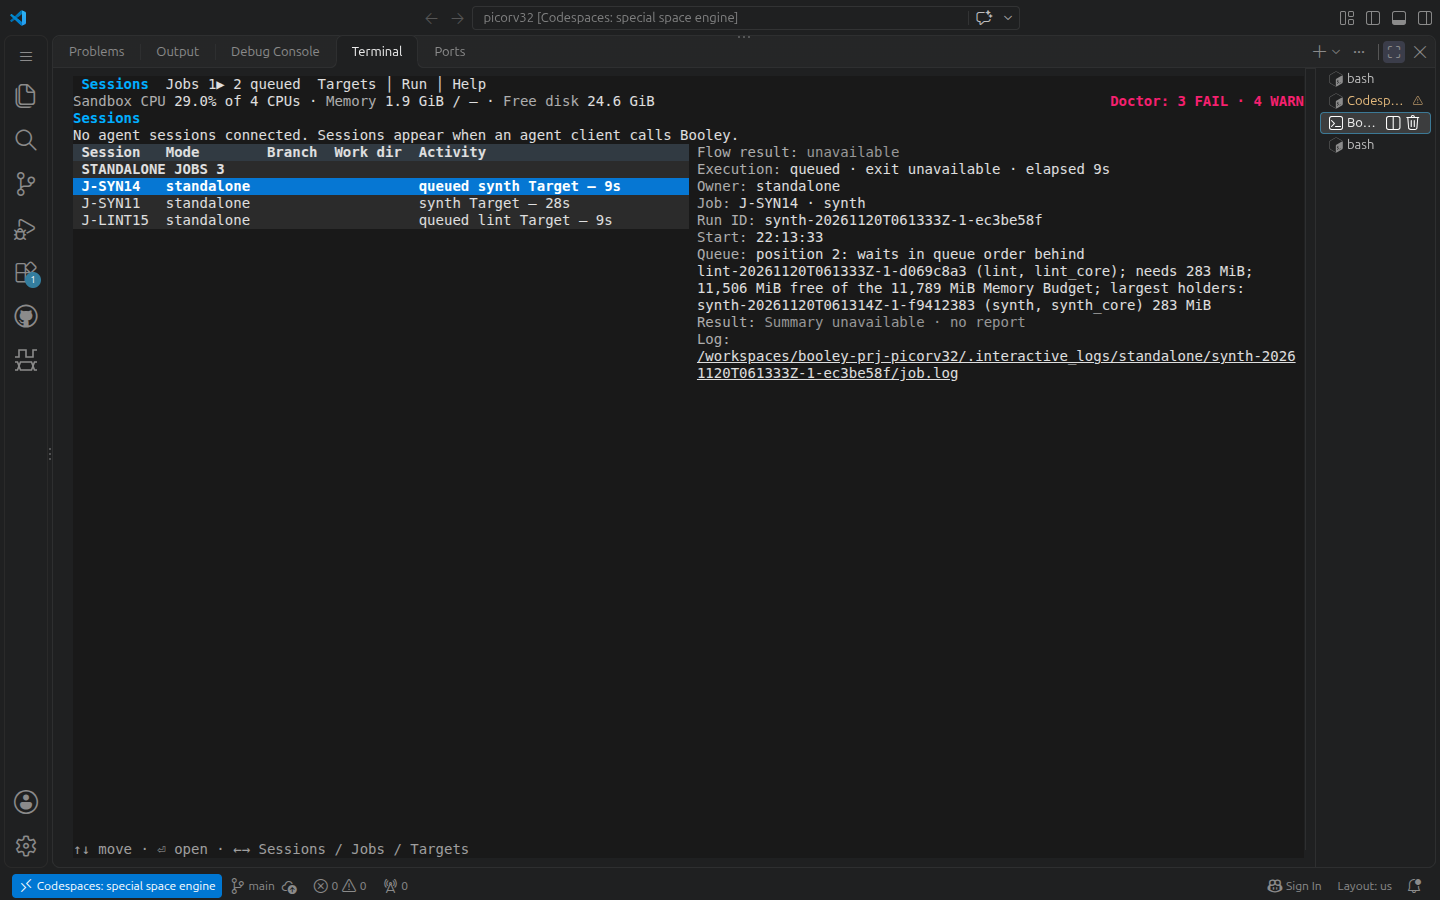 picorv32 [Codespaces: special space engine]
Problems Output Debug Console Terminal Ports
Sessions Jobs 1▶ 2 queued Targets │ Run │ Help
Sandbox CPU 29.0% of 4 CPUs · Memory 1.9 GiB / — · Free disk 24.6 GiB Doctor: 3 FAIL · 4 WARN
Sessions
No agent sessions connected. Sessions appear when an agent client calls Booley.
Session Mode Branch Work dir Activity
STANDALONE JOBS 3
J-SYN14 standalone queued synth Target — 9s
J-SYN11 standalone synth Target — 28s
J-LINT15 standalone queued lint Target — 9s
Flow result: unavailable
Execution: queued · exit unavailable · elapsed 9s
Owner: standalone
Job: J-SYN14 · synth
Run ID: synth-20261120T061333Z-1-ec3be58f
Start: 22:13:33
Queue: position 2: waits in queue order behind
lint-20261120T061333Z-1-d069c8a3 (lint, lint_core); needs 283 MiB;
11,506 MiB free of the 11,789 MiB Memory Budget; largest holders:
synth-20261120T061314Z-1-f9412383 (synth, synth_core) 283 MiB
Result: Summary unavailable · no report
Log:
/workspaces/booley-prj-picorv32/.interactive_logs/standalone/synth-2026
1120T061333Z-1-ec3be58f/job.log
bash
Codesp...
Bo...
bash
1
↑↓ move · ⏎ open · ←→ Sessions / Jobs / Targets
Codespaces: special space engine main 0 0 0 Sign In Layout: us